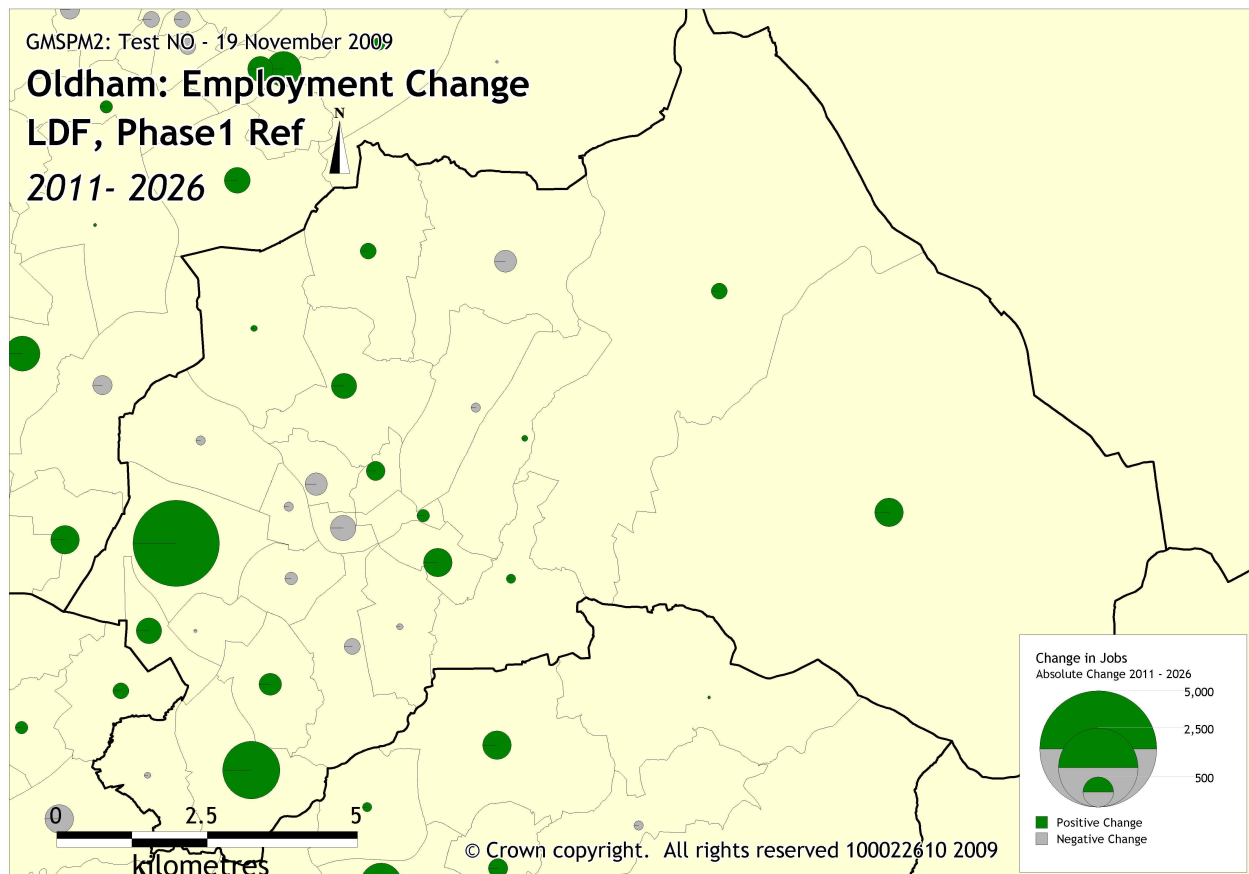 GMSPM2: Test NO - 19 November 2009
Oldham: Employment Change
LDF, Phase1 Ref
2011- 2026
N
Change in Jobs
Absolute Change 2011 - 2026
5,000
2,500
500
Positive Change
Negative Change
0 2.5 5
kilometres
© Crown copyright. All rights reserved 100022610 2009